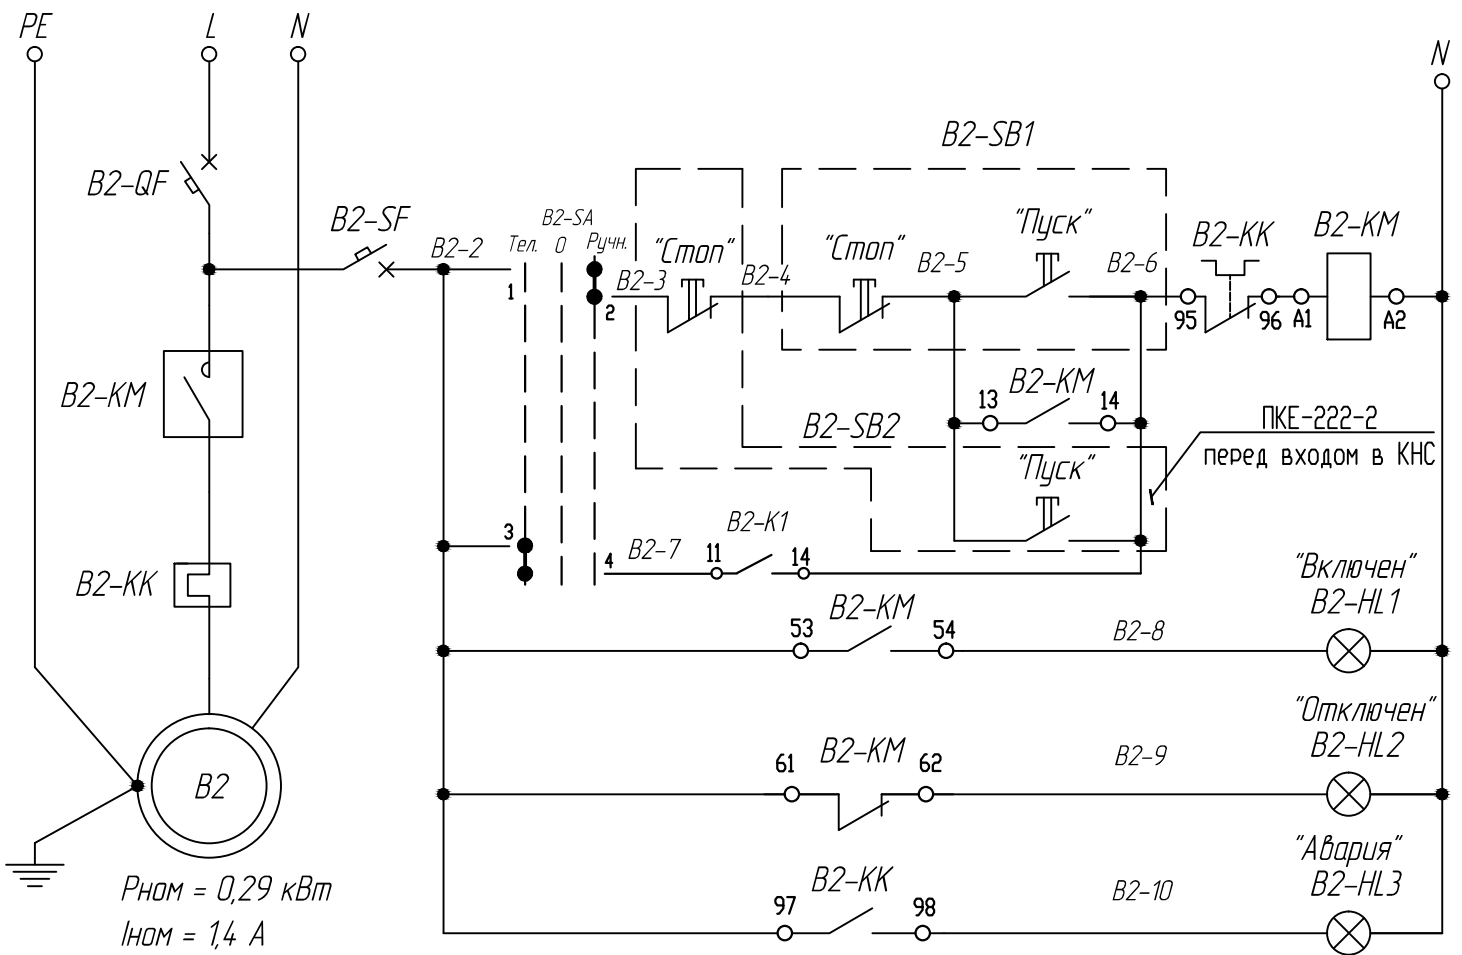 PE
L
N
N
B2-QF
B2-SF
B2-2
B2-SA
Тел.
0
Ручн.
1
2
3
4
B2-3
"Стоп"
B2-4
B2-SB1
"Стоп"
B2-5
"Пуск"
B2-6
B2-KK
B2-KM
95
96
A1
A2
B2-KM
13
14
B2-SB2
"Пуск"
ПКЕ-222-2
перед входом в КНС
B2-KM
B2-7
11
B2-K1
14
B2-KK
53
B2-KM
54
B2-8
"Включен"
B2-HL1
61
B2-KM
62
B2-9
"Отключен"
B2-HL2
B2
97
B2-KK
98
B2-10
"Авария"
B2-HL3
Pном = 0,29 кВт
Iном = 1,4 А